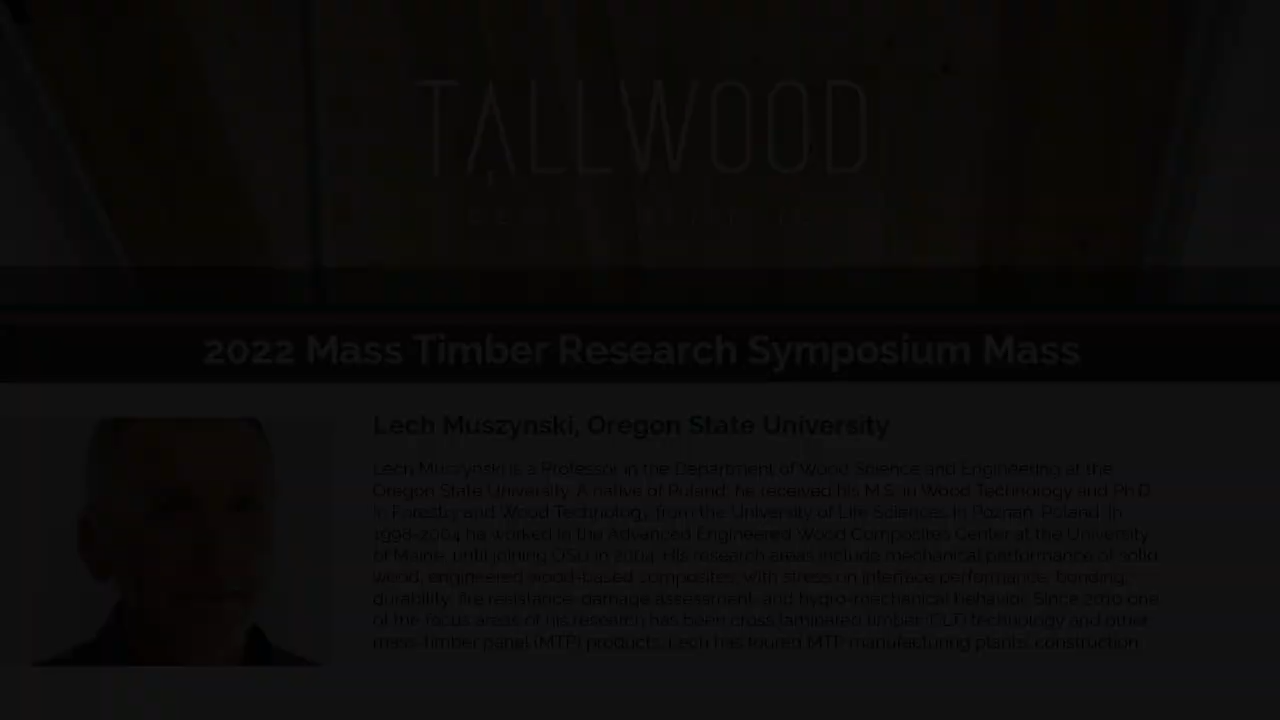 TALLWOOD
2022 Mass Timber Research Symposium Mass
Lech Muszynski, Oregon State University
Lech Muszynski is a Professor in the Department of Wood Science and Engineering at the
Oregon State University. A native of Poland, he received his M.S. in Wood Technology and Ph.D.
in Forestry and Wood Technology from the University of Life Sciences in Poznan, Poland. In
1998-2004 he worked in the Advanced Engineered Wood Composites Center at the University
of Maine, until joining OSU in 2004. His research areas include mechanical performance of solid
wood, engineered wood-based composites, with stress on interface performance, bonding,
durability, fire resistance, damage assessment, and hygro-mechanical behavior. Since 2010 one
of the focus areas of his research has been cross laminated timber (CLT) technology and other
mass-timber panel (MTP) products. Lech has toured MTP manufacturing plants, construction